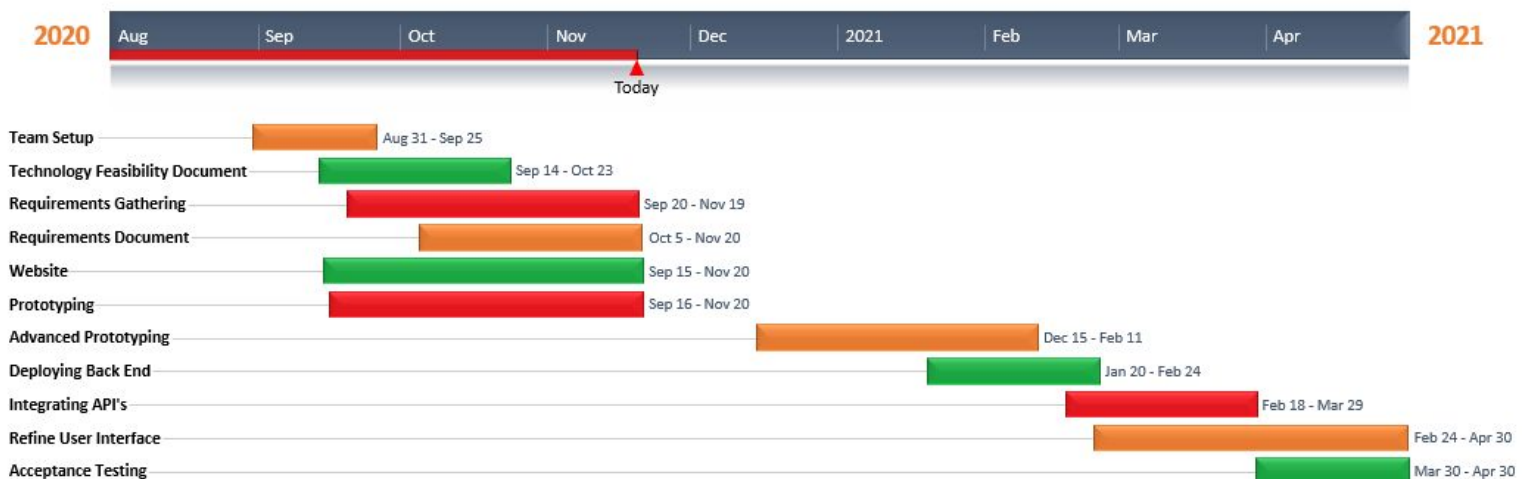 2020 Aug Sep Oct Nov Dec 2021 Feb Mar Apr 2021
Today
Team Setup Aug 31 - Sep 25
Technology Feasibility Document Sep 14 - Oct 23
Requirements Gathering Sep 20 - Nov 19
Requirements Document Oct 5 - Nov 20
Website Sep 15 - Nov 20
Prototyping Sep 16 - Nov 20
Advanced Prototyping Dec 15 - Feb 11
Deploying Back End Jan 20 - Feb 24
Integrating API's Feb 18 - Mar 29
Refine User Interface Feb 24 - Apr 30
Acceptance Testing Mar 30 - Apr 30